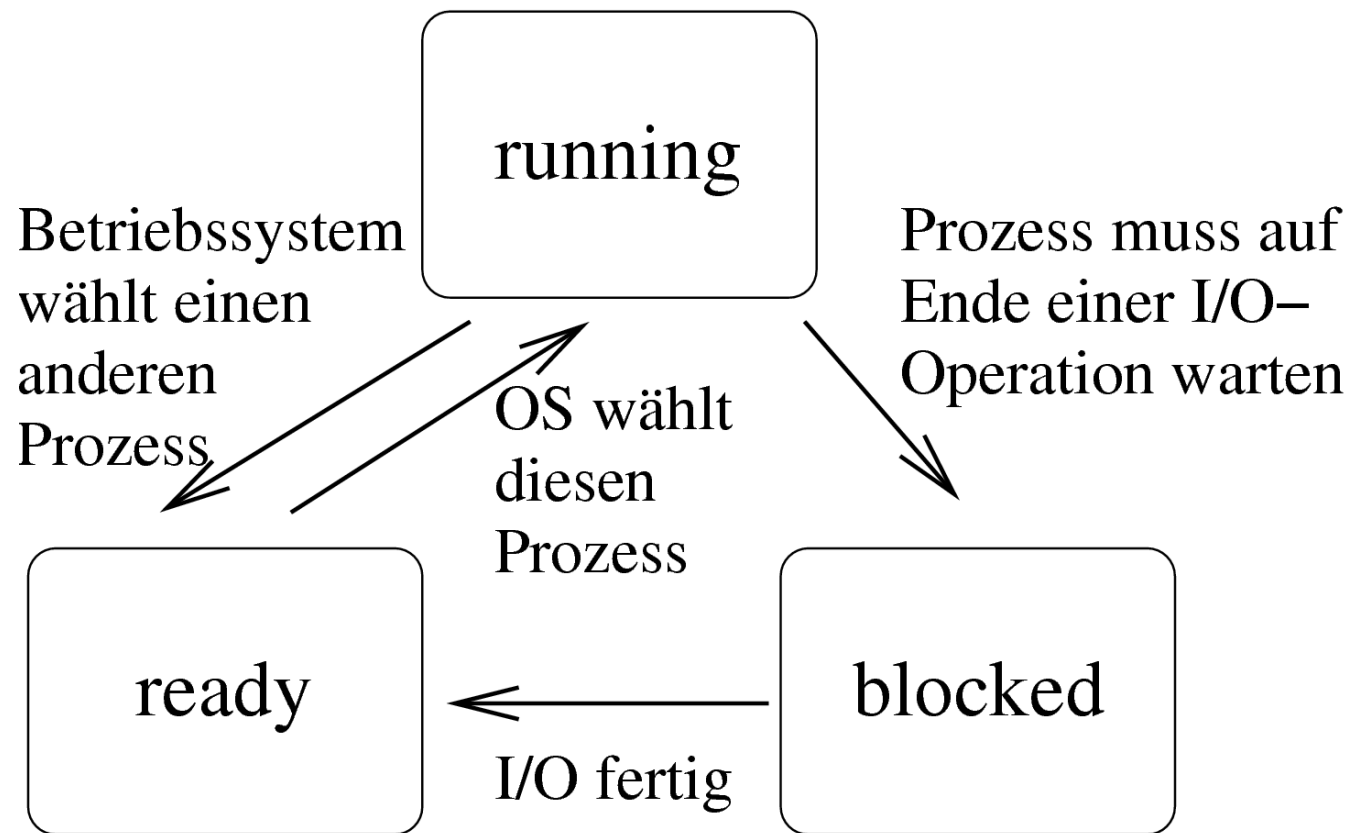 running
Betriebssystem
wählt einen
anderen
Prozess
Prozess muss auf
Ende einer I/O–
Operation warten
OS wählt
diesen
Prozess
ready
blocked
I/O fertig